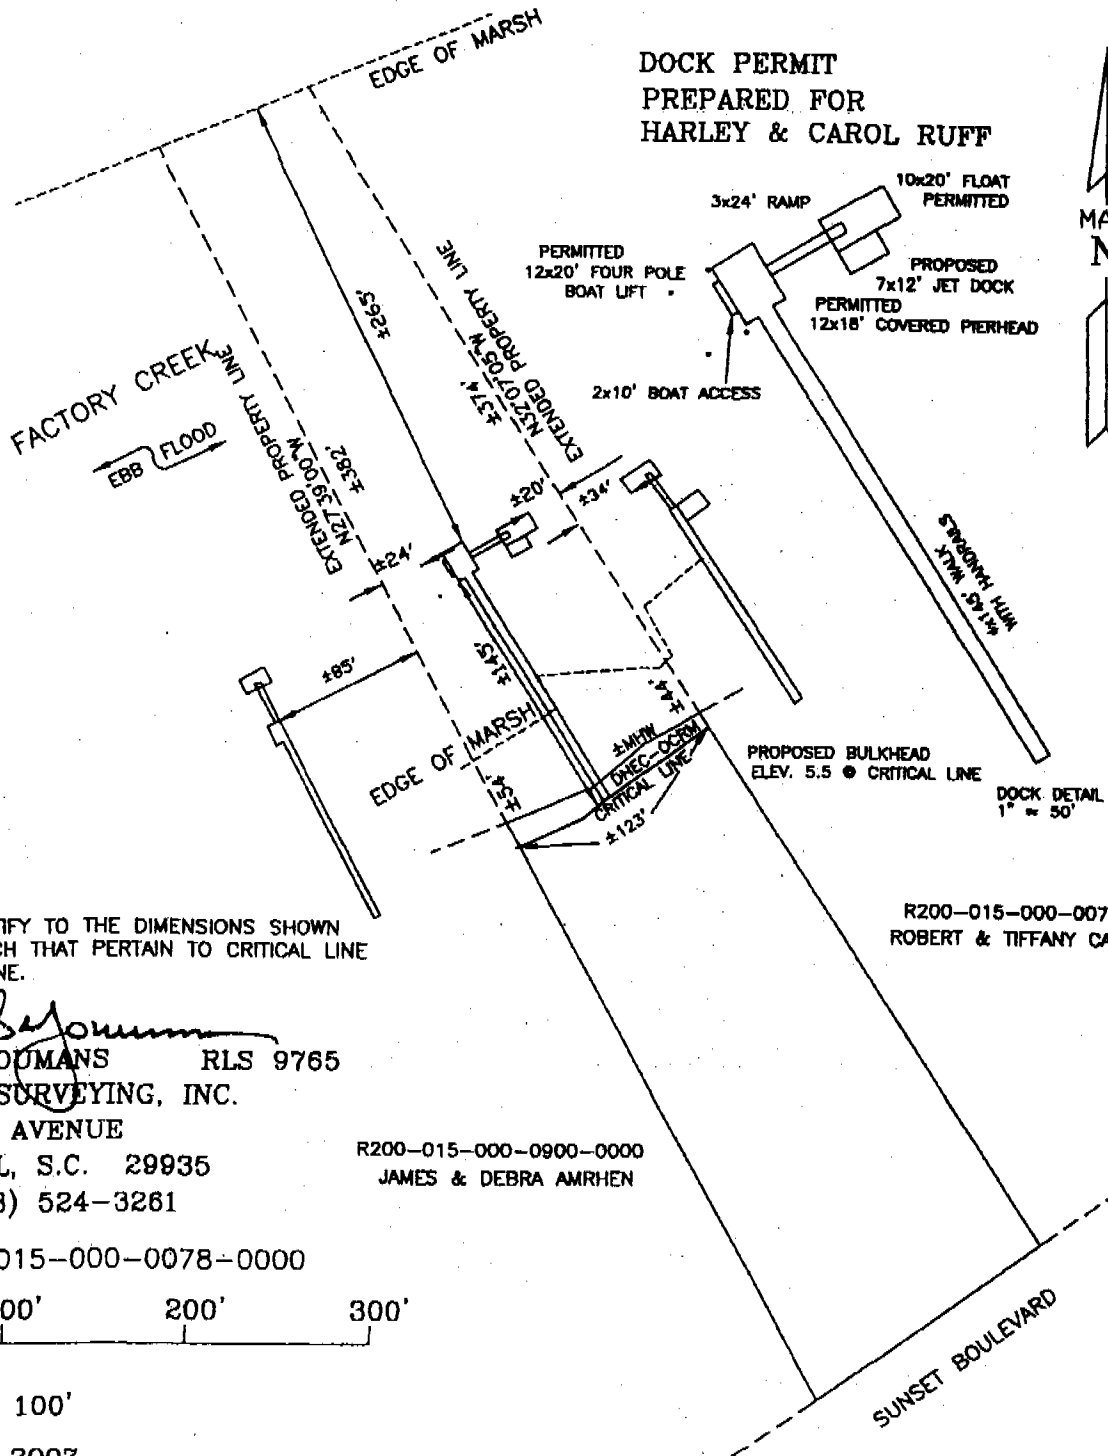 EDGE OF MARSH
DOCK PERMIT
PREPARED FOR
HARLEY & CAROL RUFF
10x20' FLOAT
PERMITTED
3x24' RAMP
MA
N
PERMITTED
12x20' FOUR POLE
BOAT LIFT
PROPOSED
7x12' JET DOCK
PERMITTED
12x18' COVERED PIERHEAD
2x10' BOAT ACCESS
±265'
EXTENDED PROPERTY LINE
N32°07'05"W
±374'
FACTORY CREEK
EBB FLOOD
EXTENDED PROPERTY LINE
N27°39'00"W
±382'
±20'
±34'
±24'
4x145' WALK
WITH HANDRAILS
±85'
±145'
±44'
EDGE OF MARSH
±MHW
DHEC-OCRM
CRITICAL LINE
±54'
±123'
PROPOSED BULKHEAD
ELEV. 5.5 @ CRITICAL LINE
DOCK DETAIL
1" = 50'
R200-015-000-007
ROBERT & TIFFANY CA
IFY TO THE DIMENSIONS SHOWN
CH THAT PERTAIN TO CRITICAL LINE
NE.
OUMANS RLS 9765
SURVEYING, INC.
AVENUE
L, S.C. 29935
3) 524-3261
R200-015-000-0900-0000
JAMES & DEBRA AMRHEN
015-000-0078-0000
00' 200' 300'
100'
SUNSET BOULEVARD